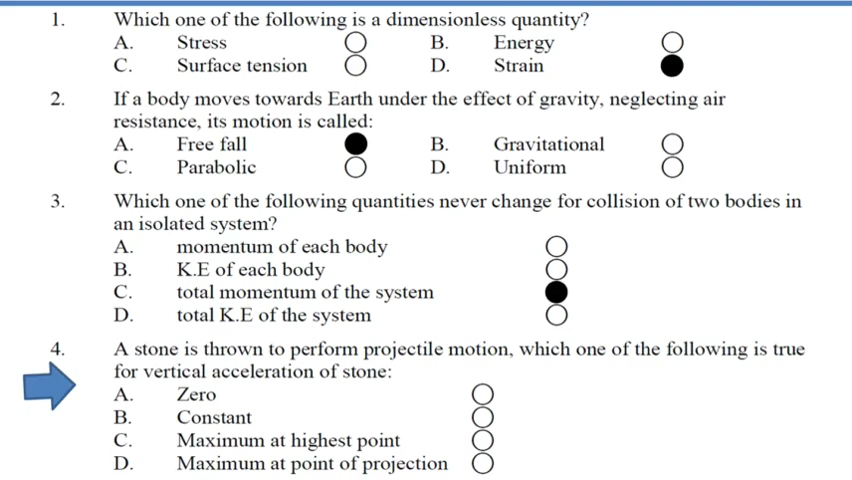 1. Which one of the following is a dimensionless quantity?
A. Stress B. Energy
C. Surface tension D. Strain
2. If a body moves towards Earth under the effect of gravity, neglecting air
resistance, its motion is called:
A. Free fall B. Gravitational
C. Parabolic D. Uniform
3. Which one of the following quantities never change for collision of two bodies in
an isolated system?
A. momentum of each body
B. K.E of each body
C. total momentum of the system
D. total K.E of the system
4. A stone is thrown to perform projectile motion, which one of the following is true
for vertical acceleration of stone:
A. Zero
B. Constant
C. Maximum at highest point
D. Maximum at point of projection